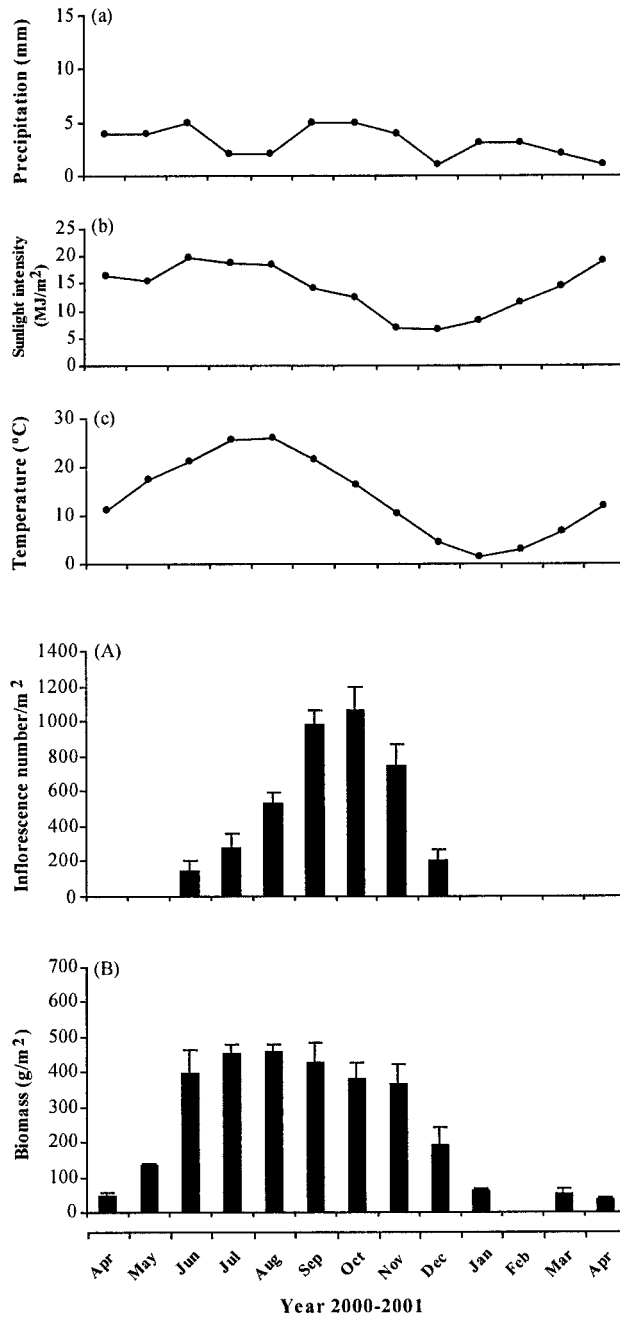 (a)
Precipitation (mm)
15
10
5
0
(b)
Sunlight intensity
(MJ/m²)
25
20
15
10
5
0
(c)
Temperature (°C)
30
20
10
0
(A)
Inflorescence number/m²
1400
1200
1000
800
600
400
200
0
(B)
Biomass (g/m²)
700
600
500
400
300
200
100
0
Apr May Jun Jul Aug Sep Oct Nov Dec Jan Feb Mar Apr
Year 2000-2001